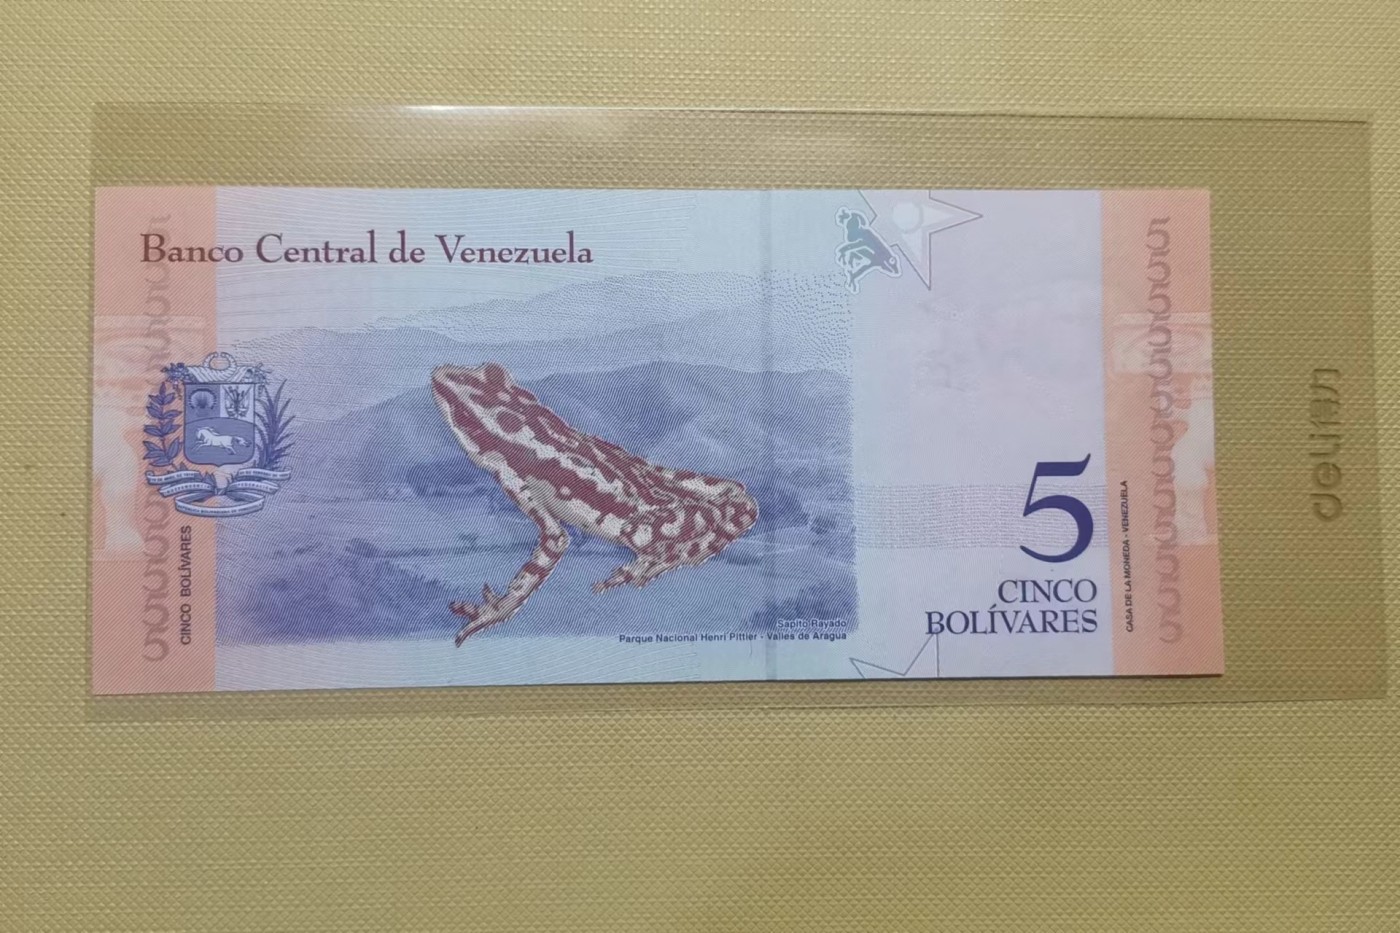 Banco Central de Venezuela
CINCO BOLÍVARES
Sapito Rayado
Parque Nacional Henri Pittier - Valles de Aragua
5
CINCO
BOLÍVARES
CASA DE LA MONEDA - VENEZUELA